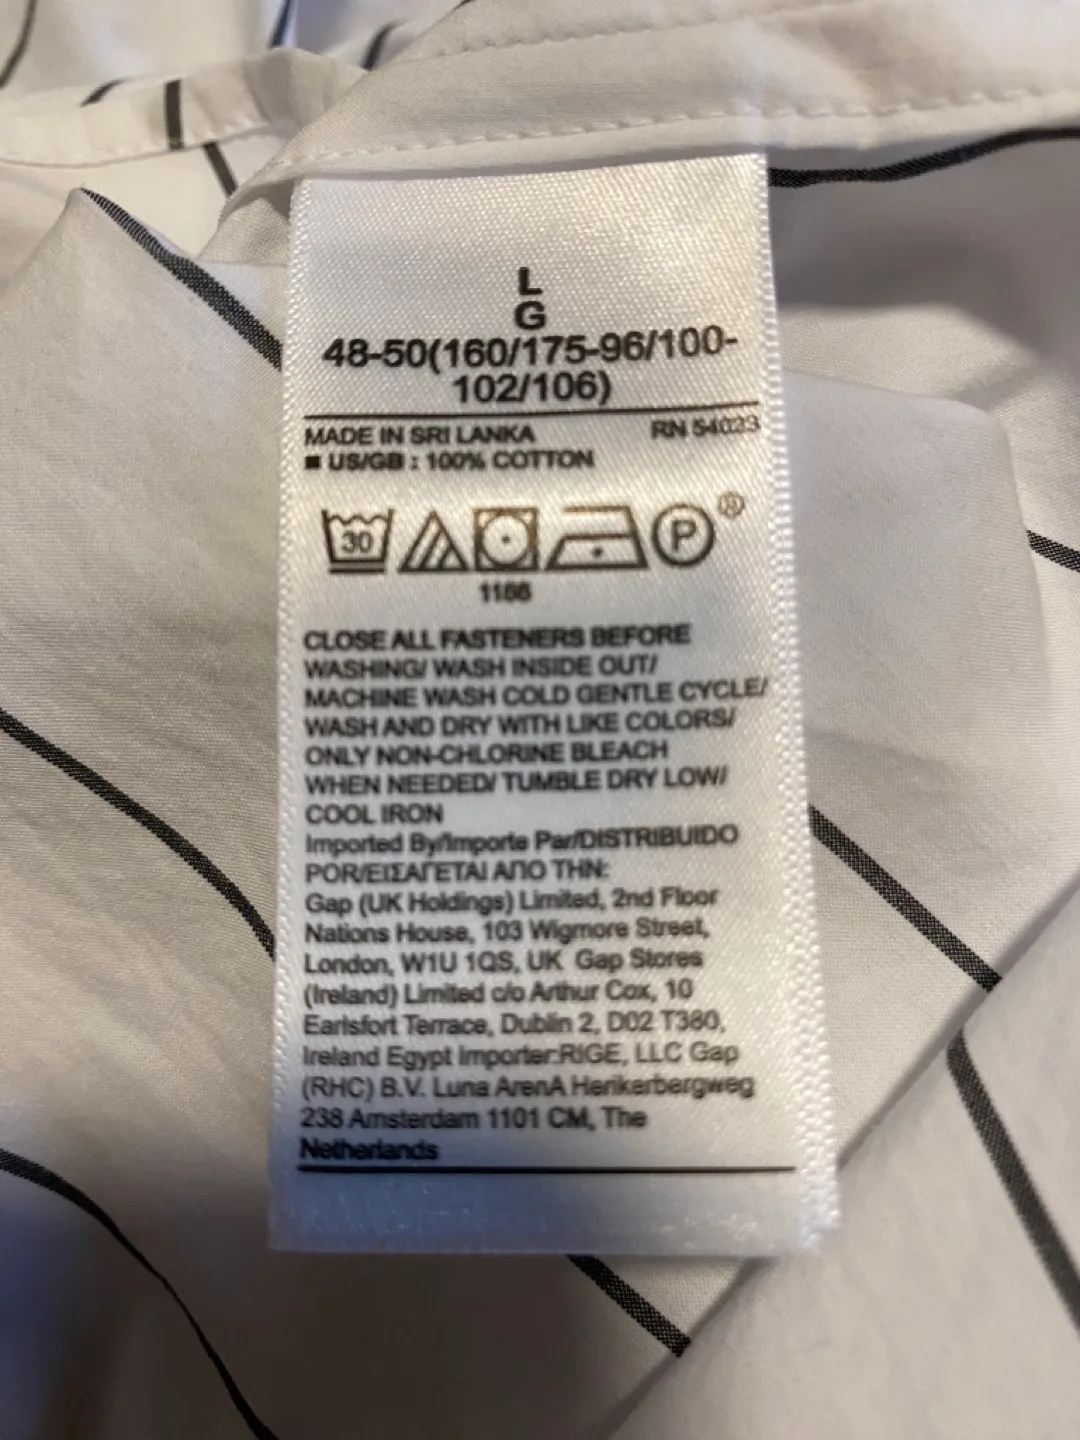 L
G
48-50(160/175-96/100-
102/106)
MADE IN SRI LANKA RN 54023
■ US/GB : 100% COTTON
30 P ®
1166
CLOSE ALL FASTENERS BEFORE
WASHING/ WASH INSIDE OUT/
MACHINE WASH COLD GENTLE CYCLE/
WASH AND DRY WITH LIKE COLORS/
ONLY NON-CHLORINE BLEACH
WHEN NEEDED/ TUMBLE DRY LOW/
COOL IRON
Imported By/Importe Par/DISTRIBUIDO
POR/ΕΙΣΑΓΕΤΑΙ ΑΠΟ ΤΗΝ:
Gap (UK Holdings) Limited, 2nd Floor
Nations House, 103 Wigmore Street,
London, W1U 1QS, UK Gap Stores
(Ireland) Limited c/o Arthur Cox, 10
Earlsfort Terrace, Dublin 2, D02 T380,
Ireland Egypt Importer:RIGE, LLC Gap
(RHC) B.V. Luna ArenA Herikerbergweg
238 Amsterdam 1101 CM, The
Netherlands